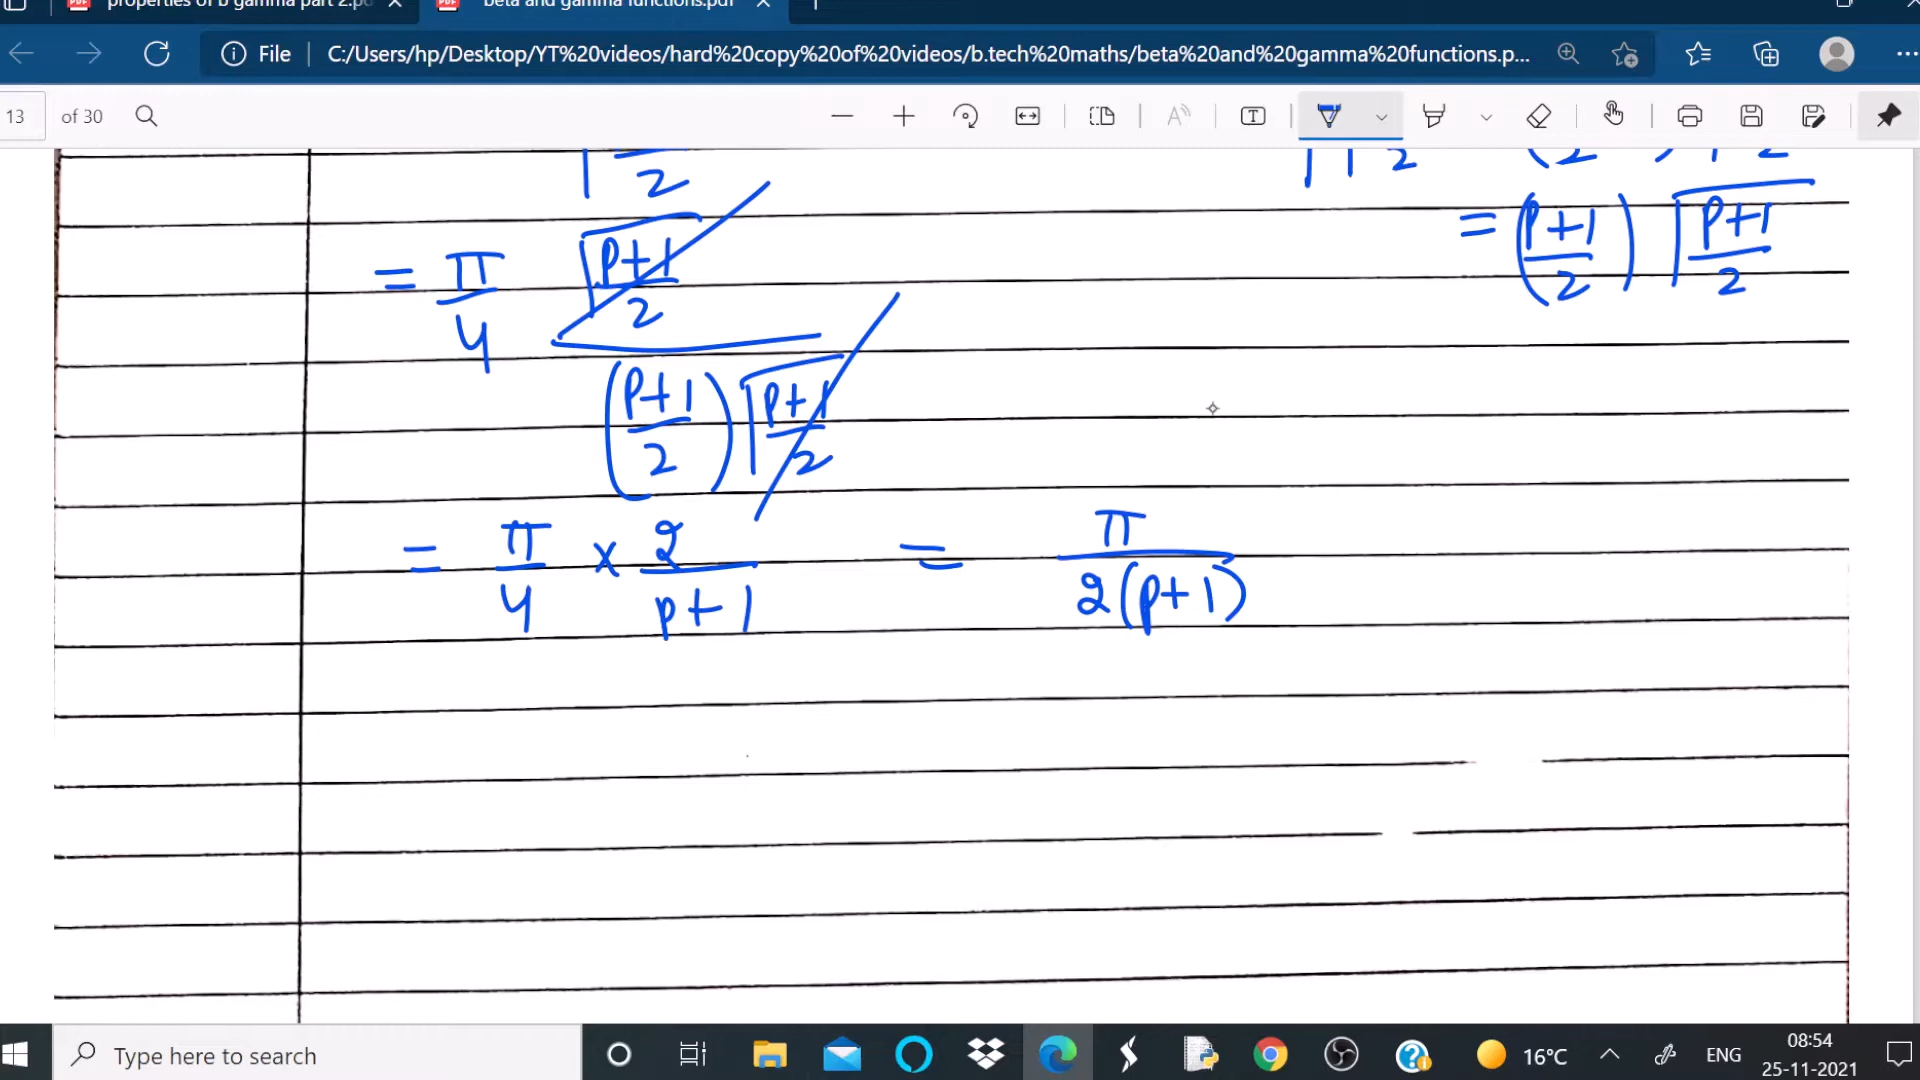 properties of b gamma part 2.pd
beta and gamma functions.pdf
File C:/Users/hp/Desktop/YT%20videos/hard%20copy%20of%20videos/b.tech%20maths/beta%20and%20gamma%20functions.p...
13 of 30
2
= (p+1/2) Γ p+1/2
= π/4 Γ p+1/2 / (p+1/2) Γ p+1/2
= π/4 × 2/p+1 = π/2(p+1)
Type here to search
16°C ENG 08:54
25-11-2021